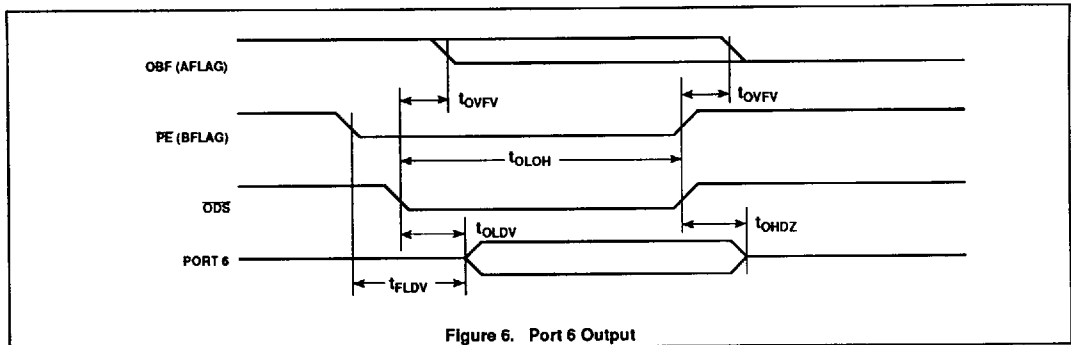 OBF (AFLAG)
tOVFV
tOVFV
PE (BFLAG)
tOLOH
ODS
tOLDV
tOHDZ
PORT 6
tFLDV
Figure 6. Port 6 Output